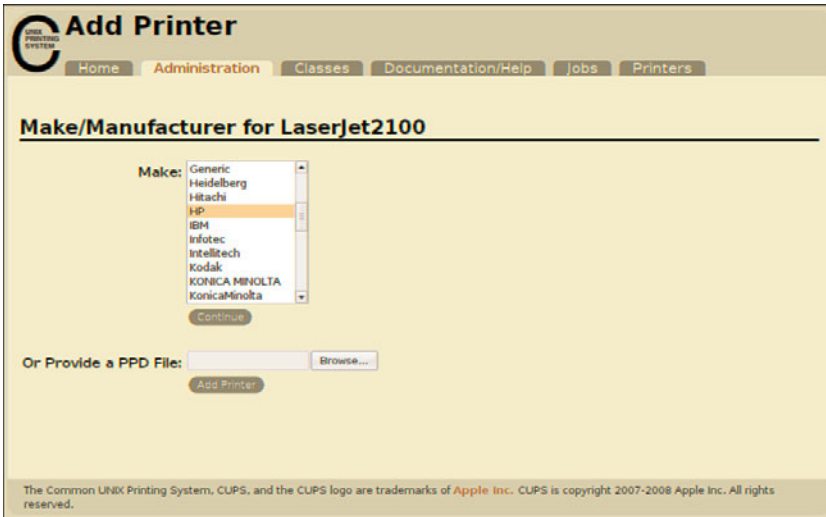 UNIX
PRINTING
SYSTEM
Add Printer
Home Administration Classes Documentation/Help Jobs Printers
Make/Manufacturer for LaserJet2100
Make:
Generic
Heidelberg
Hitachi
HP
IBM
Infotec
Intellitech
Kodak
KONICA MINOLTA
KonicaMinolta
Continue
Or Provide a PPD File: Browse...
Add Printer
The Common UNIX Printing System, CUPS, and the CUPS logo are trademarks of Apple Inc. CUPS is copyright 2007-2008 Apple Inc. All rights
reserved.